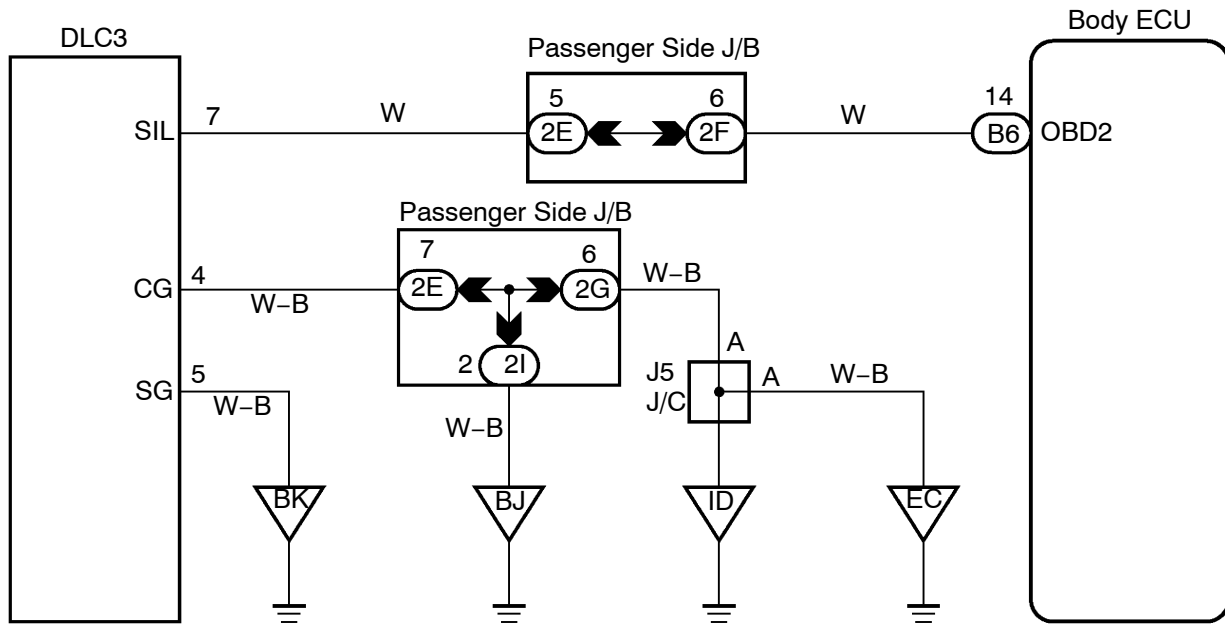 DLC3
Body ECU
Passenger Side J/B
SIL
7
W
5
2E
6
2F
W
14
B6
OBD2
Passenger Side J/B
CG
4
W–B
7
2E
6
2G
W–B
2
2I
SG
5
W–B
W–B
A
J5
J/C
A
W–B
BK
BJ
ID
EC